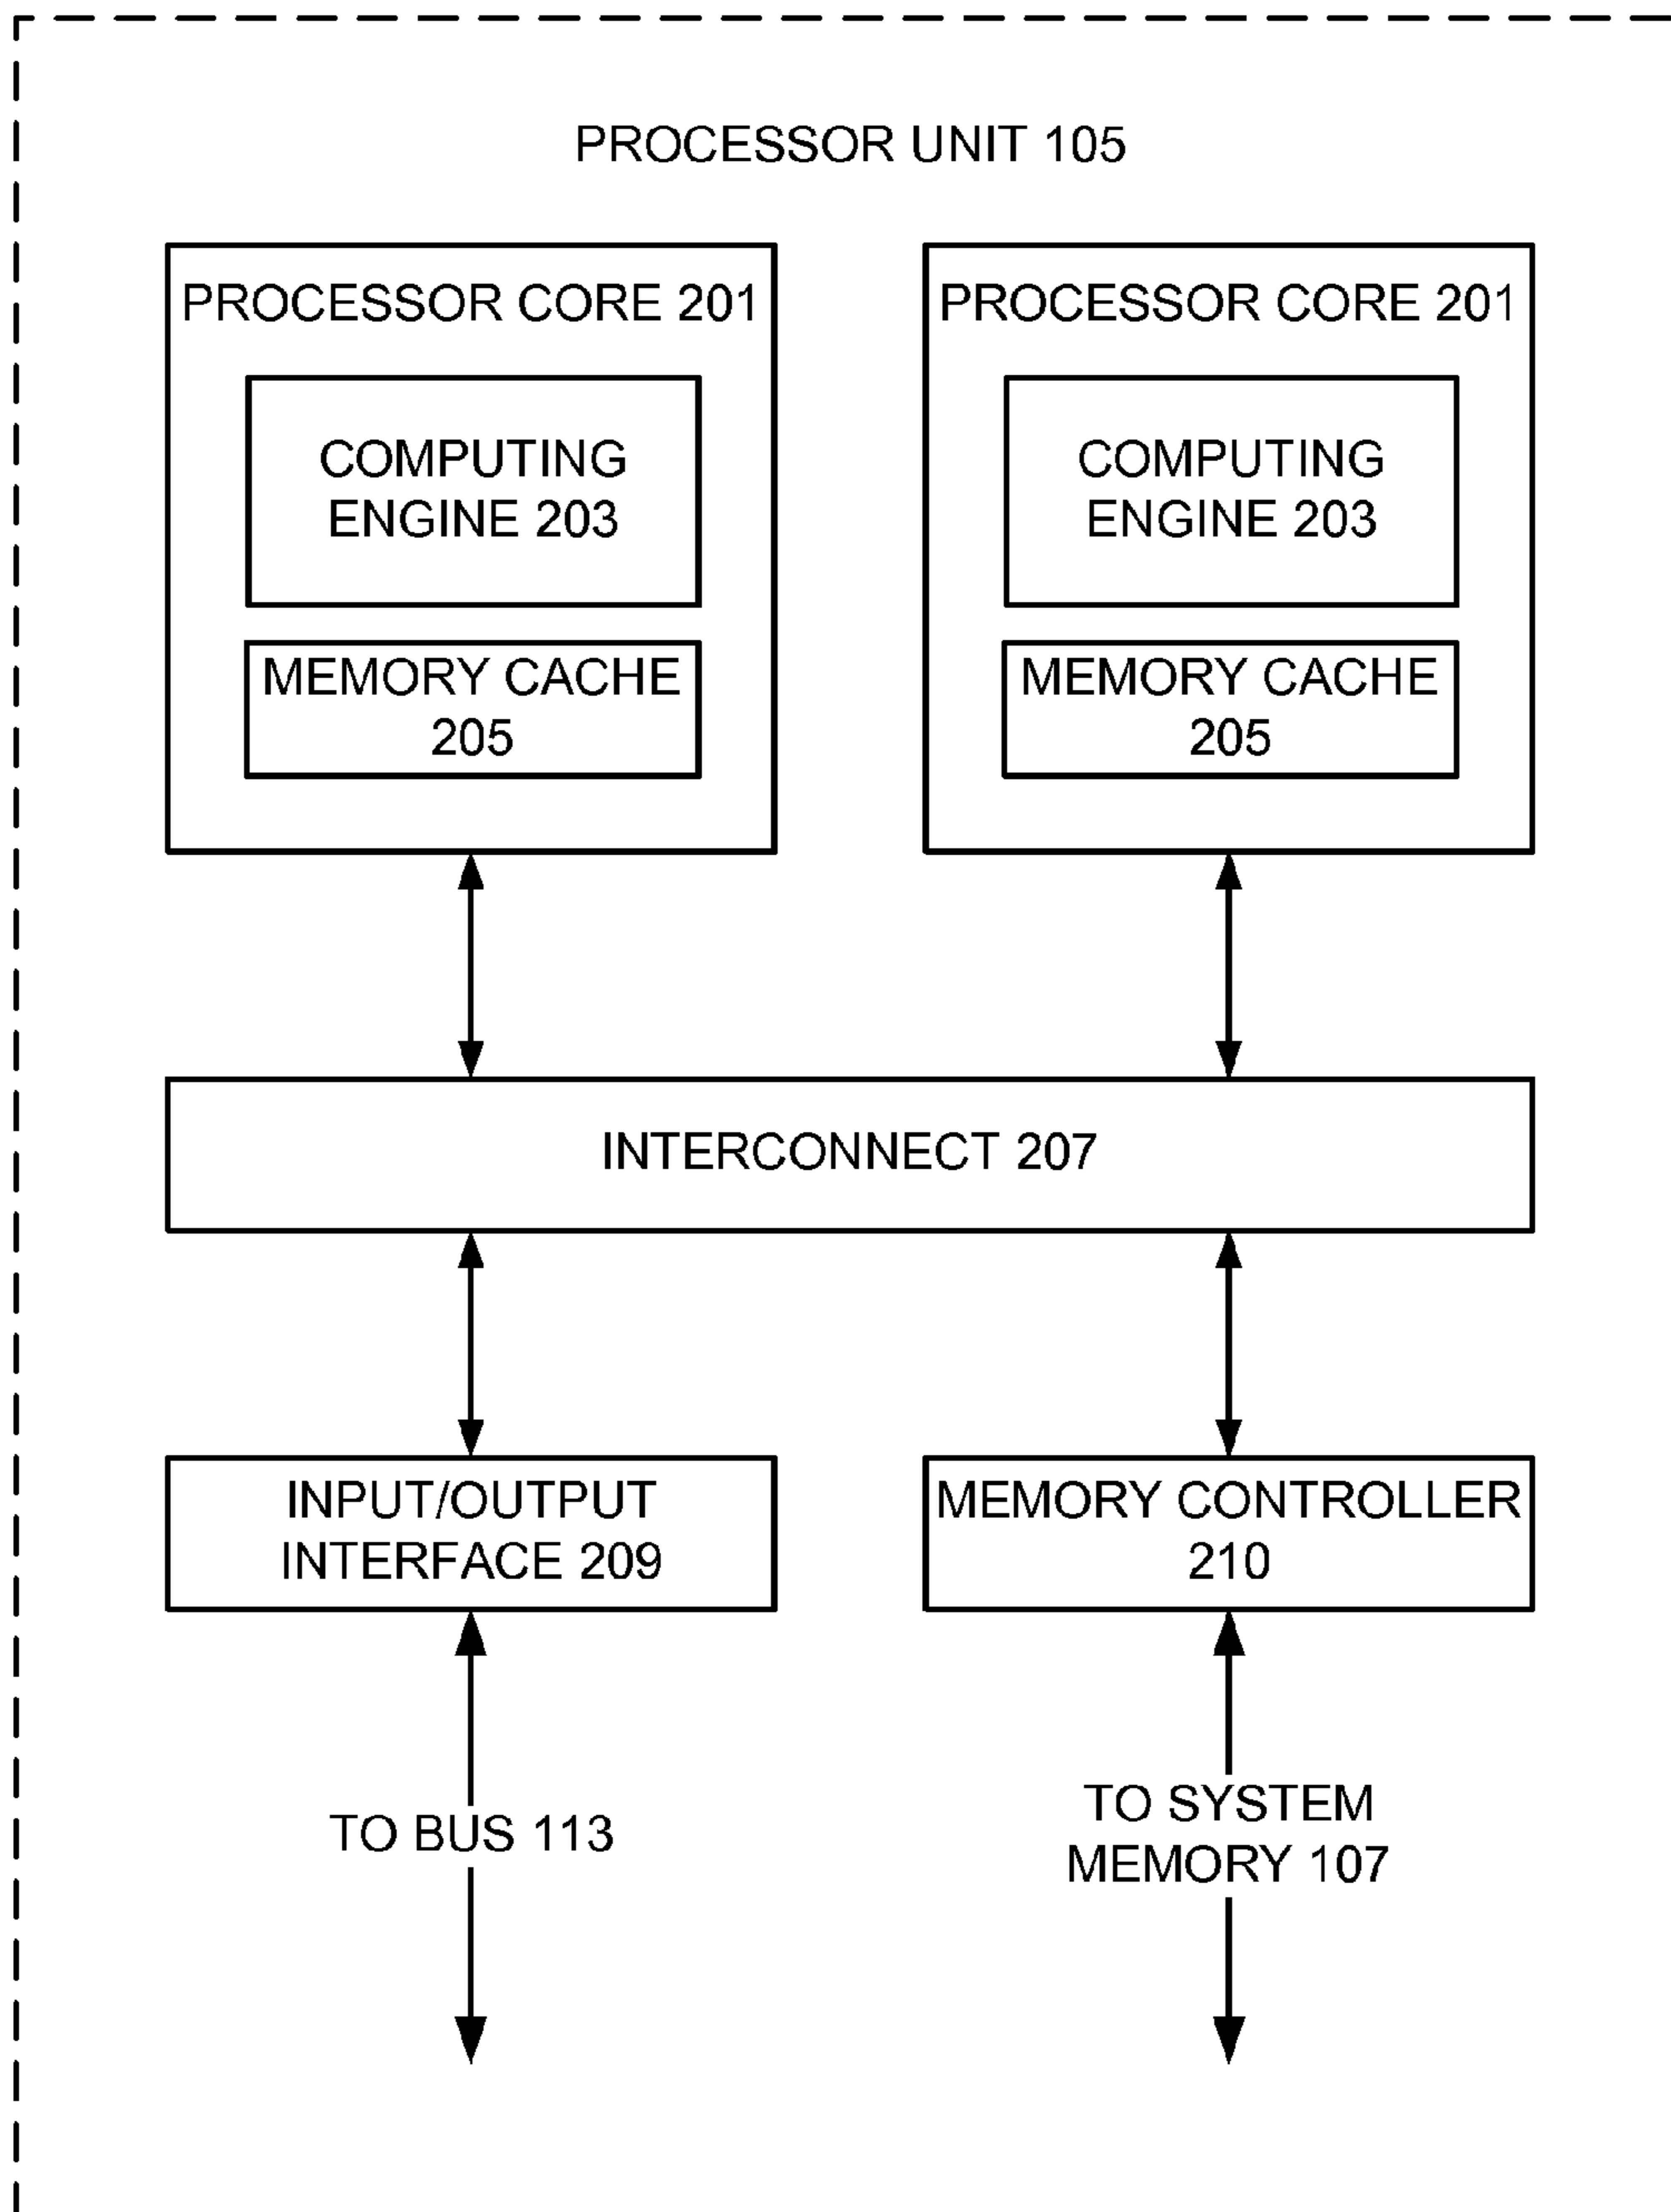 PROCESSOR UNIT 105
PROCESSOR CORE 201
COMPUTING
ENGINE 203
MEMORY CACHE
205
PROCESSOR CORE 201
COMPUTING
ENGINE 203
MEMORY CACHE
205
INTERCONNECT 207
INPUT/OUTPUT
INTERFACE 209
MEMORY CONTROLLER
210
TO BUS 113
TO SYSTEM
MEMORY 107